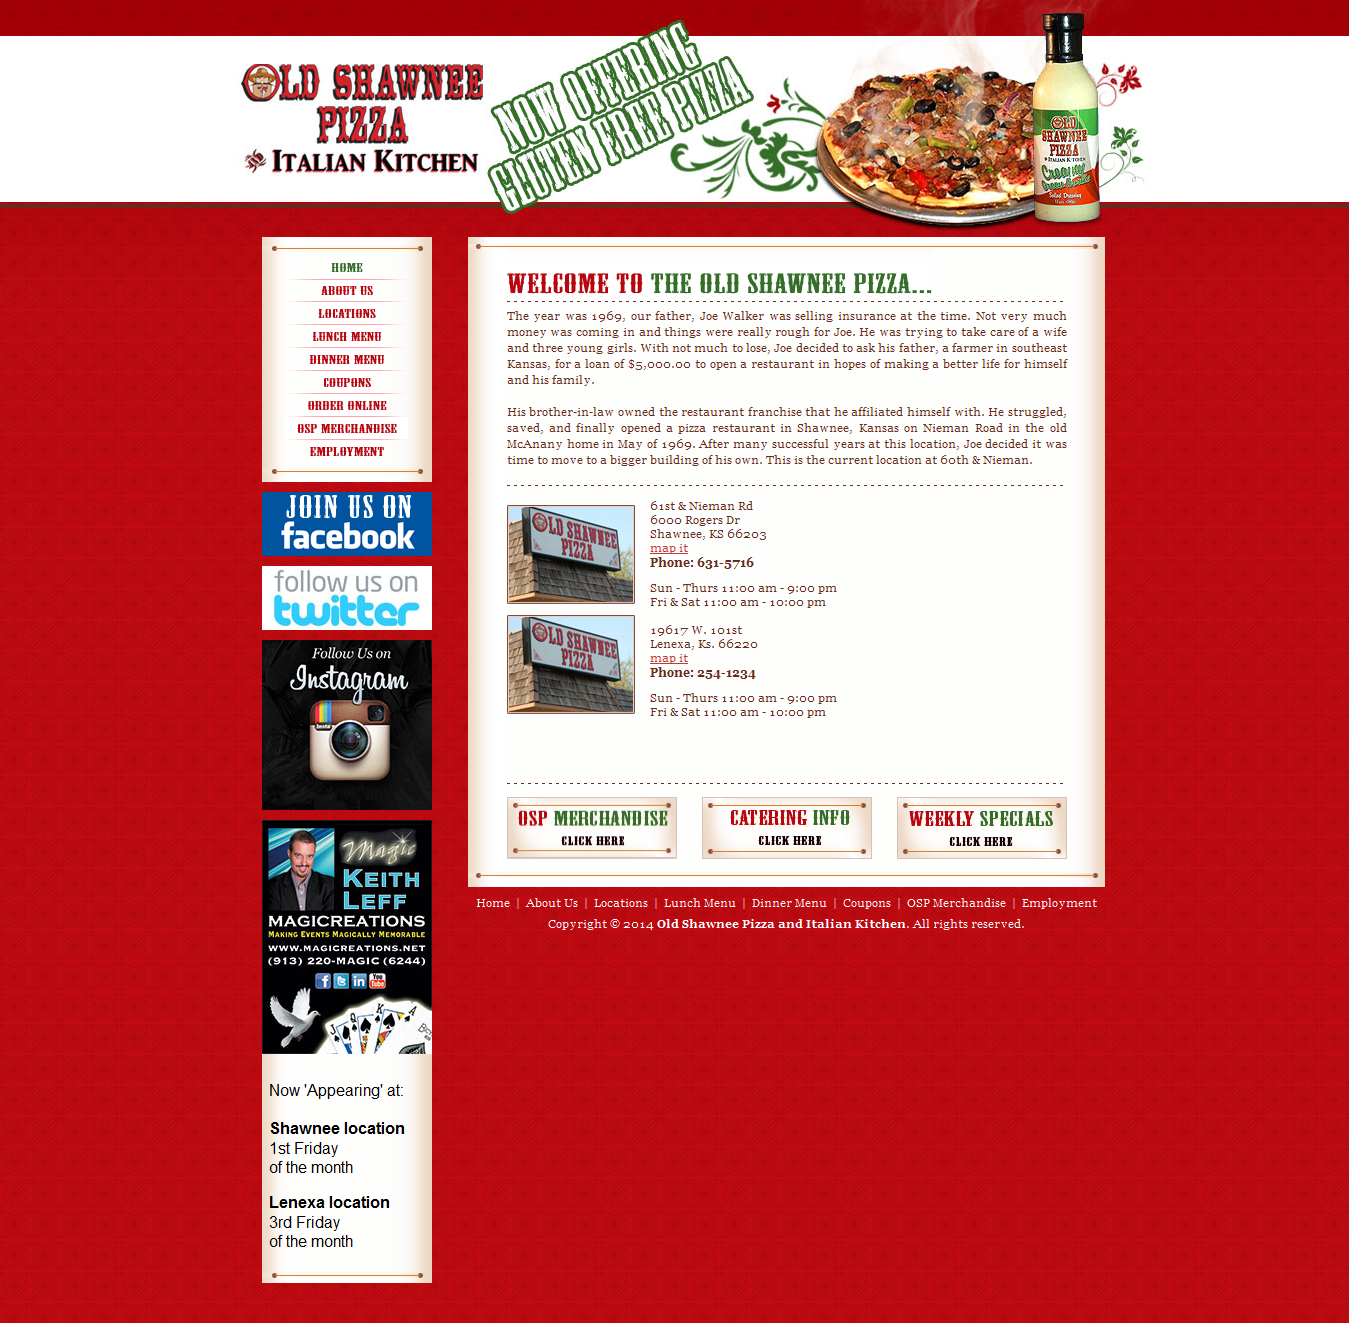 OLD SHAWNEE
PIZZA
& ITALIAN KITCHEN
NOW OFFERING
GLUTAN FREE PIZZA
OLD
SHAWNEE
PIZZA
ITALIAN KITCHEN
Creamy
Salad Dressing
HOME
ABOUT US
LOCATIONS
LUNCH MENU
DINNER MENU
COUPONS
ORDER ONLINE
OSP MERCHANDISE
EMPLOYMENT
JOIN US ON
facebook
follow us on
twitter
Follow Us on
Instagram
Insta
Magic
KEITH
LEFF
MAGICREATIONS
MAKING EVENTS MAGICALLY MEMORABLE
WWW.MAGICREATIONS.NET
(913) 220-MAGIC (6244)
You
Tube
J Q K A
Now 'Appearing' at:
Shawnee location
1st Friday
of the month
Lenexa location
3rd Friday
of the month
WELCOME TO THE OLD SHAWNEE PIZZA...
The year was 1969, our father, Joe Walker was selling insurance at the time. Not very much
money was coming in and things were really rough for Joe. He was trying to take care of a wife
and three young girls. With not much to lose, Joe decided to ask his father, a farmer in southeast
Kansas, for a loan of $5,000.00 to open a restaurant in hopes of making a better life for himself
and his family.
His brother-in-law owned the restaurant franchise that he affiliated himself with. He struggled,
saved, and finally opened a pizza restaurant in Shawnee, Kansas on Nieman Road in the old
McAnany home in May of 1969. After many successful years at this location, Joe decided it was
time to move to a bigger building of his own. This is the current location at 60th & Nieman.
OLD SHAWNEE
PIZZA
61st & Nieman Rd
6000 Rogers Dr
Shawnee, KS 66203
map it
Phone: 631-5716
Sun - Thurs 11:00 am - 9:00 pm
Fri & Sat 11:00 am - 10:00 pm
OLD SHAWNEE
PIZZA
19617 W. 101st
Lenexa, Ks. 66220
map it
Phone: 254-1234
Sun - Thurs 11:00 am - 9:00 pm
Fri & Sat 11:00 am - 10:00 pm
OSP MERCHANDISE
CLICK HERE
CATERING INFO
CLICK HERE
WEEKLY SPECIALS
CLICK HERE
Home | About Us | Locations | Lunch Menu | Dinner Menu | Coupons | OSP Merchandise | Employment
Copyright © 2014 Old Shawnee Pizza and Italian Kitchen. All rights reserved.